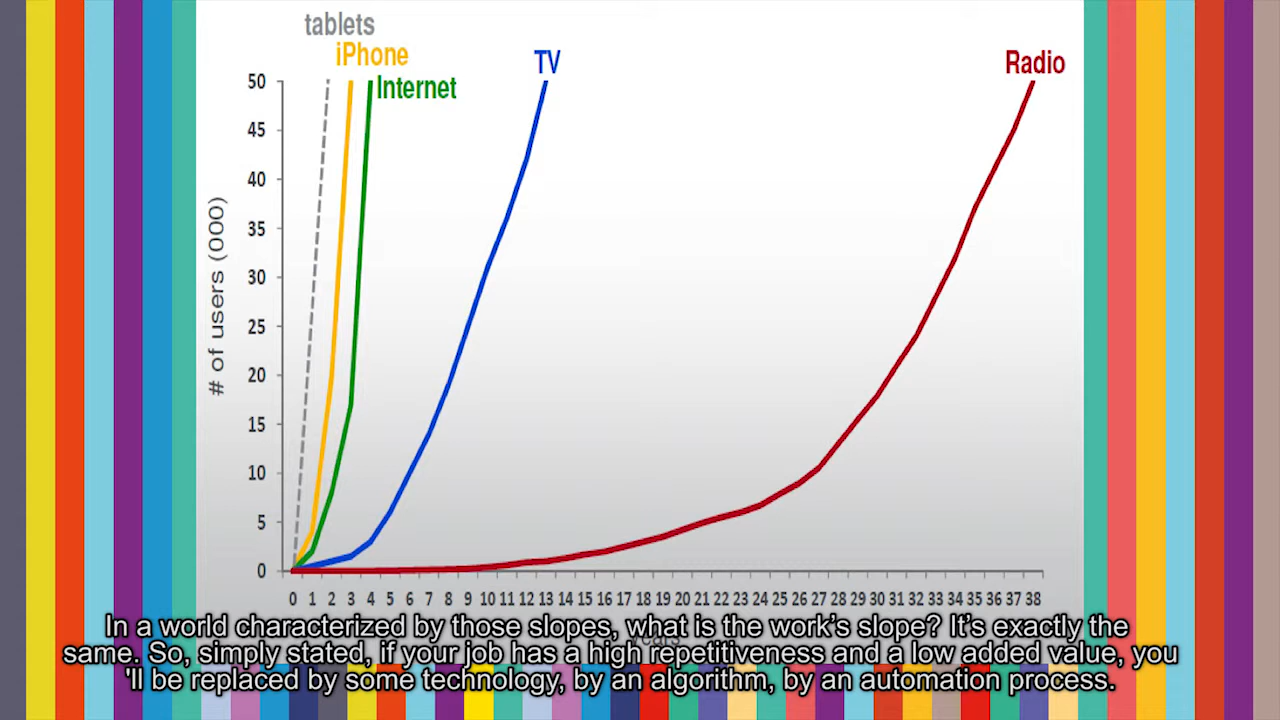 tablets
iPhone
Internet
TV
Radio
# of users (000)
50
45
40
35
30
25
20
15
10
5
0
0 1 2 3 4 5 6 7 8 9 10 11 12 13 14 15 16 17 18 19 20 21 22 23 24 25 26 27 28 29 30 31 32 33 34 35 36 37 38
In a world characterized by those slopes, what is the work's slope? It's exactly the
same. So, simply stated, if your job has a high repetitiveness and a low added value, you
'll be replaced by some technology, by an algorithm, by an automation process.